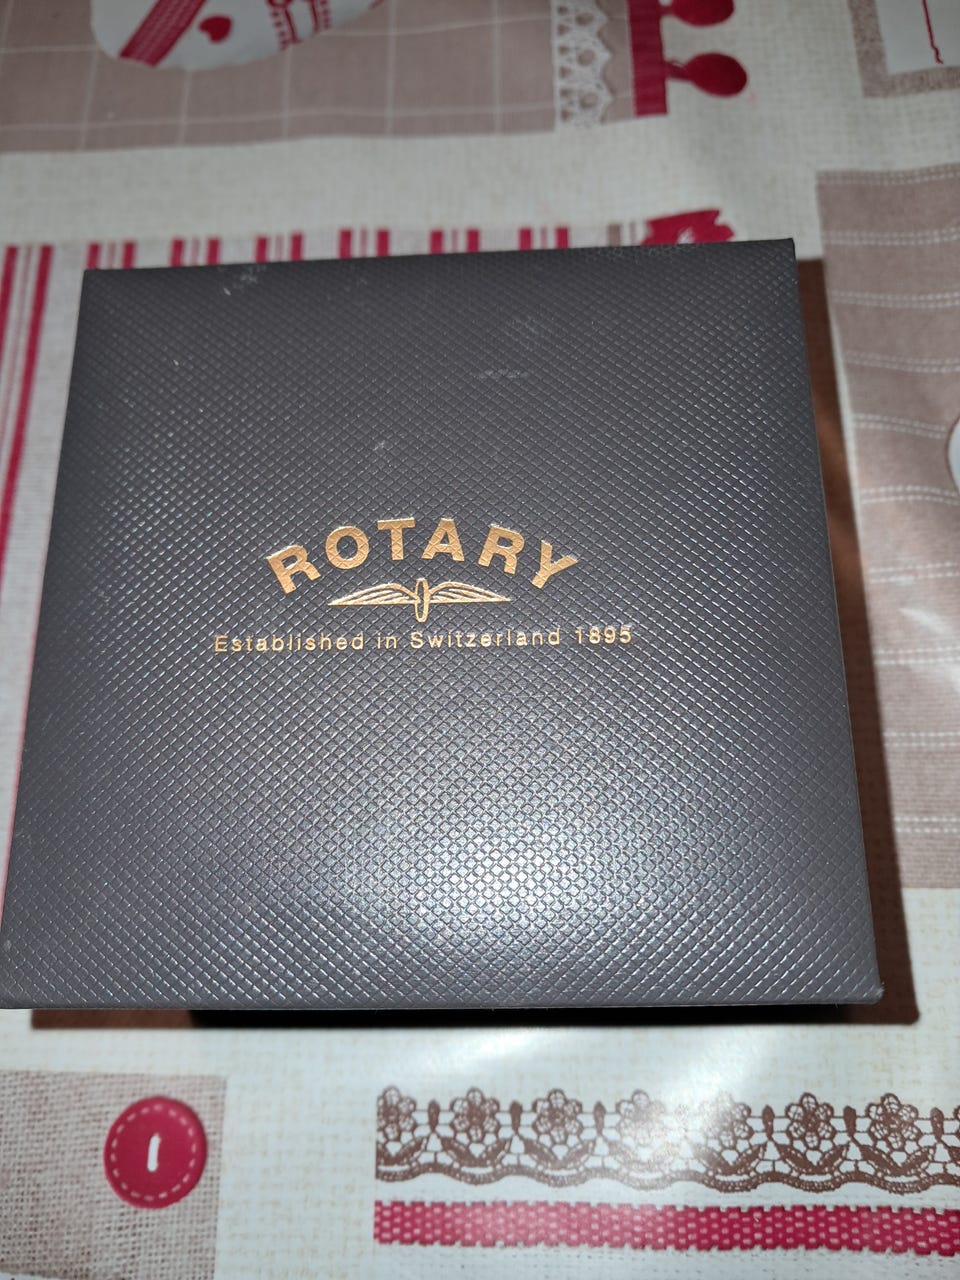 ROTARY
Established in Switzerland 1895